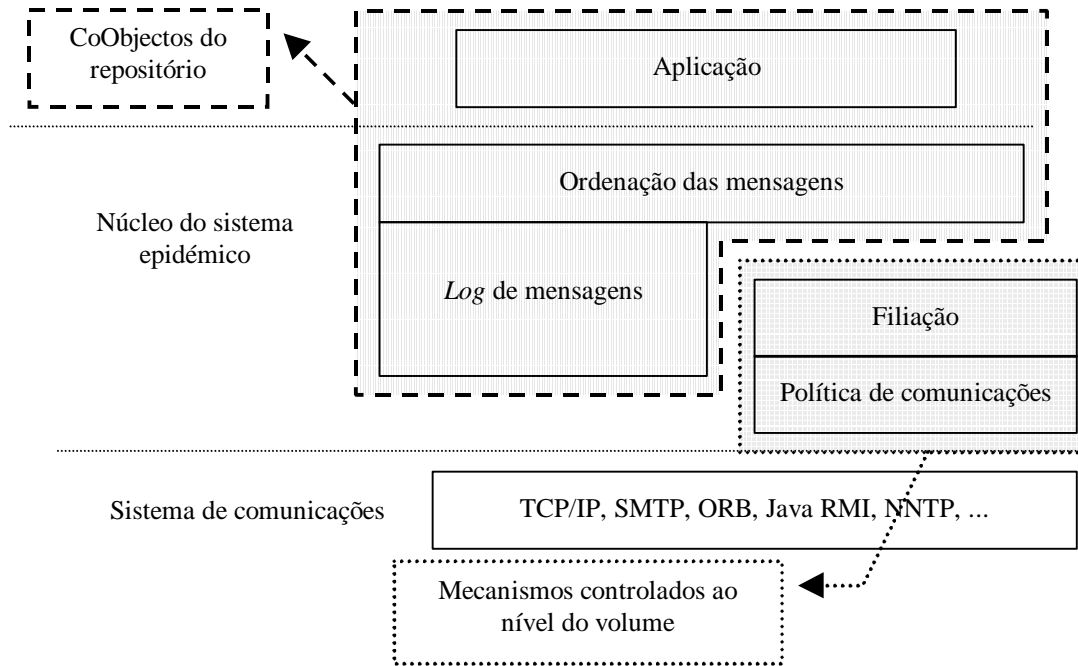 CoObjectos do
repositório
Aplicação
Ordenação das mensagens
Núcleo do sistema
epidémico
Log de mensagens
Filiação
Política de comunicações
Sistema de comunicações
TCP/IP, SMTP, ORB, Java RMI, NNTP, ...
Mecanismos controlados ao
nível do volume